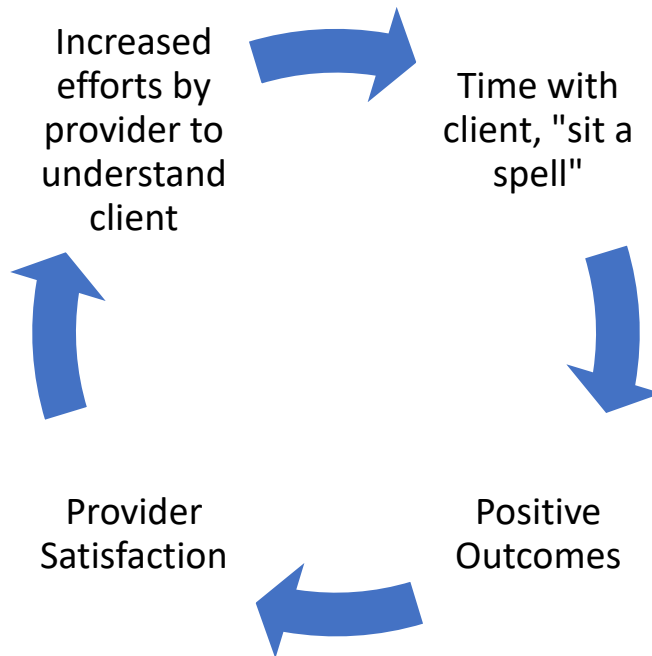 Increased
efforts by
provider to
understand
client
Time with
client, "sit a
spell"
Positive
Outcomes
Provider
Satisfaction